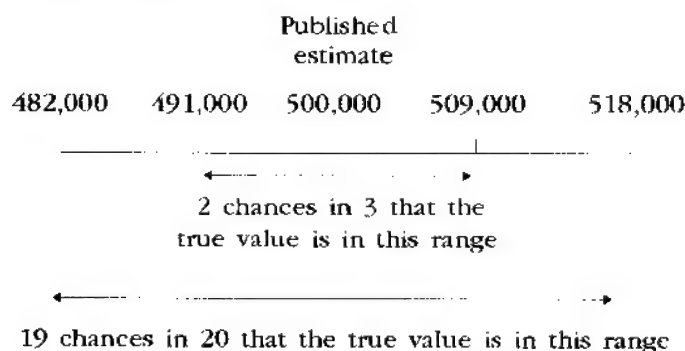 Published
estimate
482,000 491,000 500,000 509,000 518,000
2 chances in 3 that the
true value is in this range
19 chances in 20 that the true value is in this range